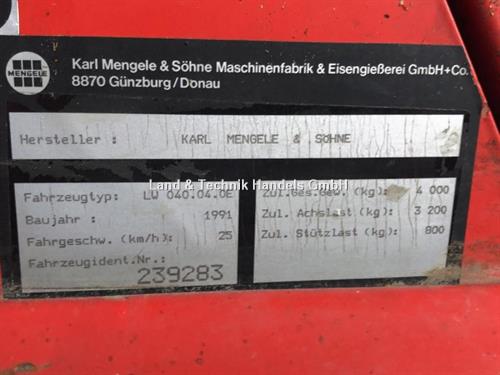 MENGELE
Karl Mengele & Söhne Maschinenfabrik & Eisengießerei GmbH+Co.
8870 Günzburg/Donau
Hersteller : KARL MENGELE & SÖHNE
Land & Technik Handels GmbH
Fahrzeugtyp: LW 040.04.0E
Baujahr : 1991
Fahrgeschw. (km/h): 25
Fahrzeugident.Nr.:
239283
Zul.Ges.Gew. (kg): 4 000
Zul. Achslast (kg): 3 200
Zul. Stützlast (kg): 800